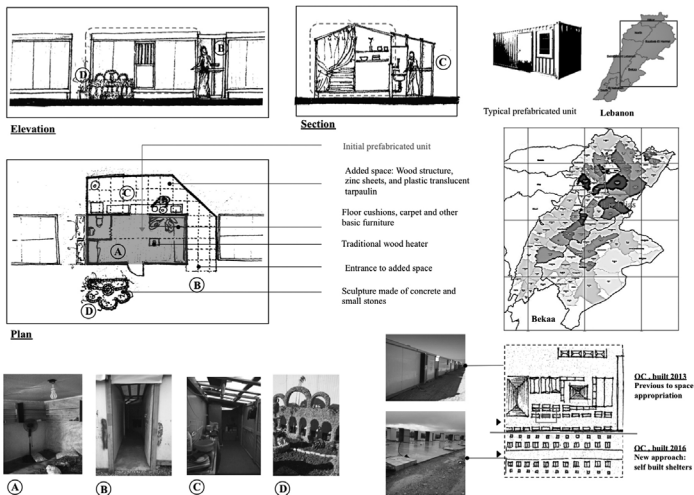 D
B
Elevation
C
Section
Typical prefabricated unit
Lebanon
Initial prefabricated unit
Added space: Wood structure,
zinc sheets, and plastic translucent
tarpaulin
Floor cushions, carpet and other
basic furniture
Traditional wood heater
Entrance to added space
Sculpture made of concrete and
small stones
C
A
B
D
Plan
Bekaa
OC , built 2013
Previous to space
appropriation
OC , built 2016
New approach:
self built shelters
A
B
C
D